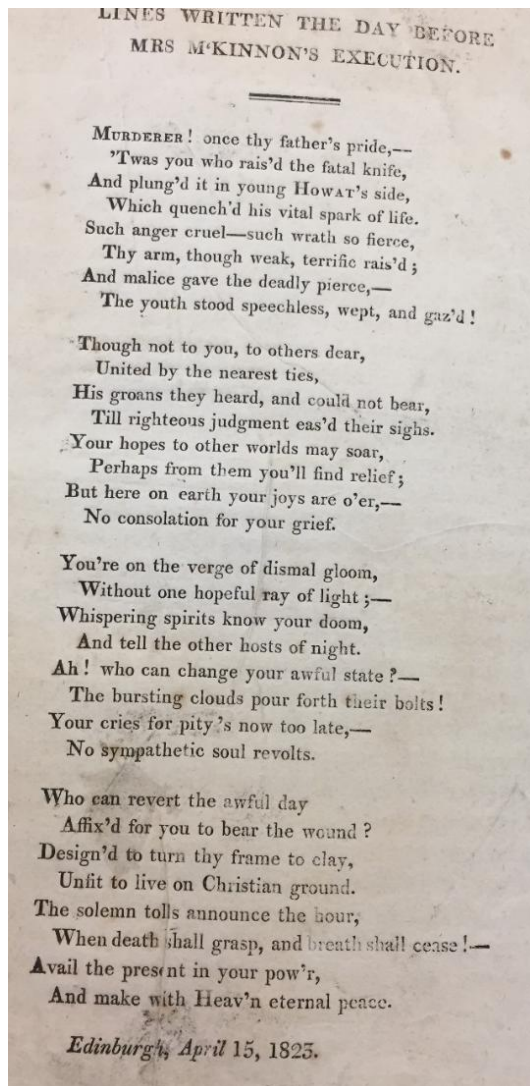 LINES WRITTEN THE DAY BEFORE
MRS M‘KINNON'S EXECUTION.
MURDERER! once thy father's pride,—
'Twas you who rais'd the fatal knife,
And plung'd it in young HOWAT's side,
Which quench'd his vital spark of life.
Such anger cruel—such wrath so fierce,
Thy arm, though weak, terrific rais'd;
And malice gave the deadly pierce,—
The youth stood speechless, wept, and gaz'd!
Though not to you, to others dear,
United by the nearest ties,
His groans they heard, and could not bear,
Till righteous judgment eas'd their sighs.
Your hopes to other worlds may soar,
Perhaps from them you'll find relief;
But here on earth your joys are o'er,—
No consolation for your grief.
You're on the verge of dismal gloom,
Without one hopeful ray of light;—
Whispering spirits know your doom,
And tell the other hosts of night.
Ah! who can change your awful state?—
The bursting clouds pour forth their bolts!
Your cries for pity's now too late,—
No sympathetic soul revolts.
Who can revert the awful day
Affix'd for you to bear the wound?
Design'd to turn thy frame to clay,
Unfit to live on Christian ground.
The solemn tolls announce the hour,
When death shall grasp, and breath shall cease!—
Avail the present in your pow'r,
And make with Heav'n eternal peace.
Edinburgh, April 15, 1823.